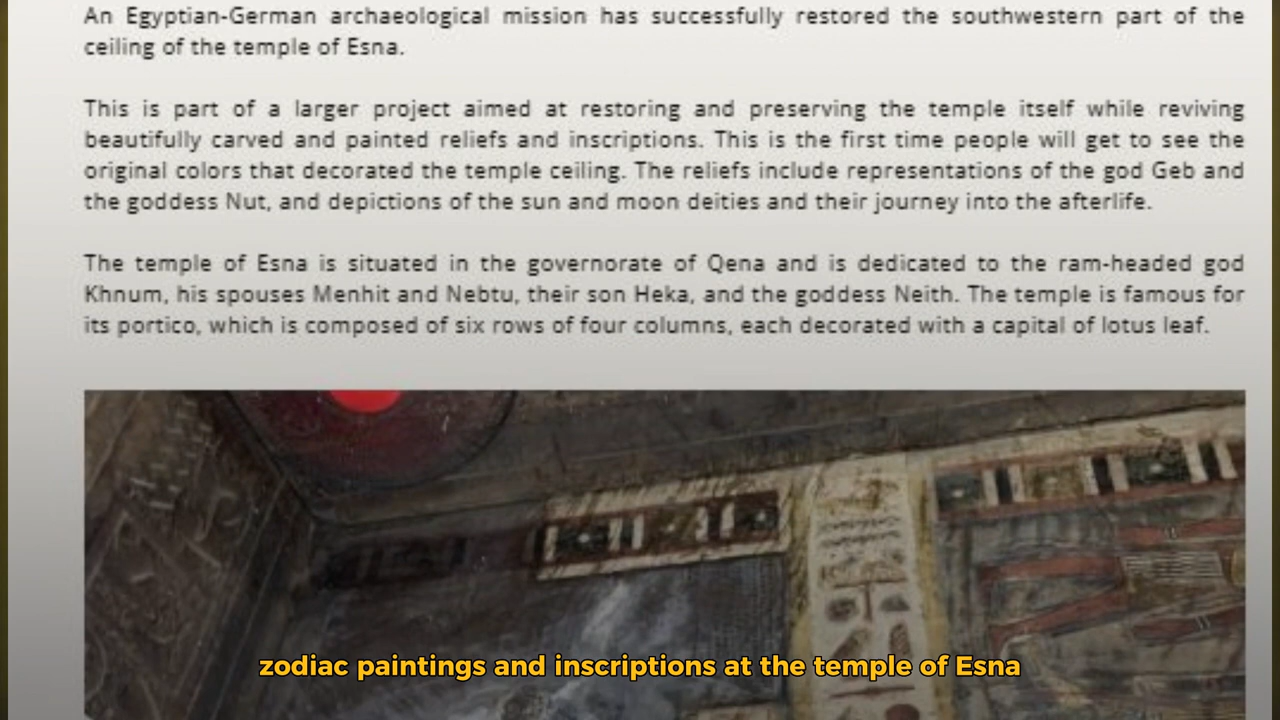 An Egyptian-German archaeological mission has successfully restored the southwestern part of the
ceiling of the temple of Esna.
This is part of a larger project aimed at restoring and preserving the temple itself while reviving
beautifully carved and painted reliefs and inscriptions. This is the first time people will get to see the
original colors that decorated the temple ceiling. The reliefs include representations of the god Geb and
the goddess Nut, and depictions of the sun and moon deities and their journey into the afterlife.
The temple of Esna is situated in the governorate of Qena and is dedicated to the ram-headed god
Khnum, his spouses Menhit and Nebtu, their son Heka, and the goddess Neith. The temple is famous for
its portico, which is composed of six rows of four columns, each decorated with a capital of lotus leaf.
zodiac paintings and inscriptions at the temple of Esna